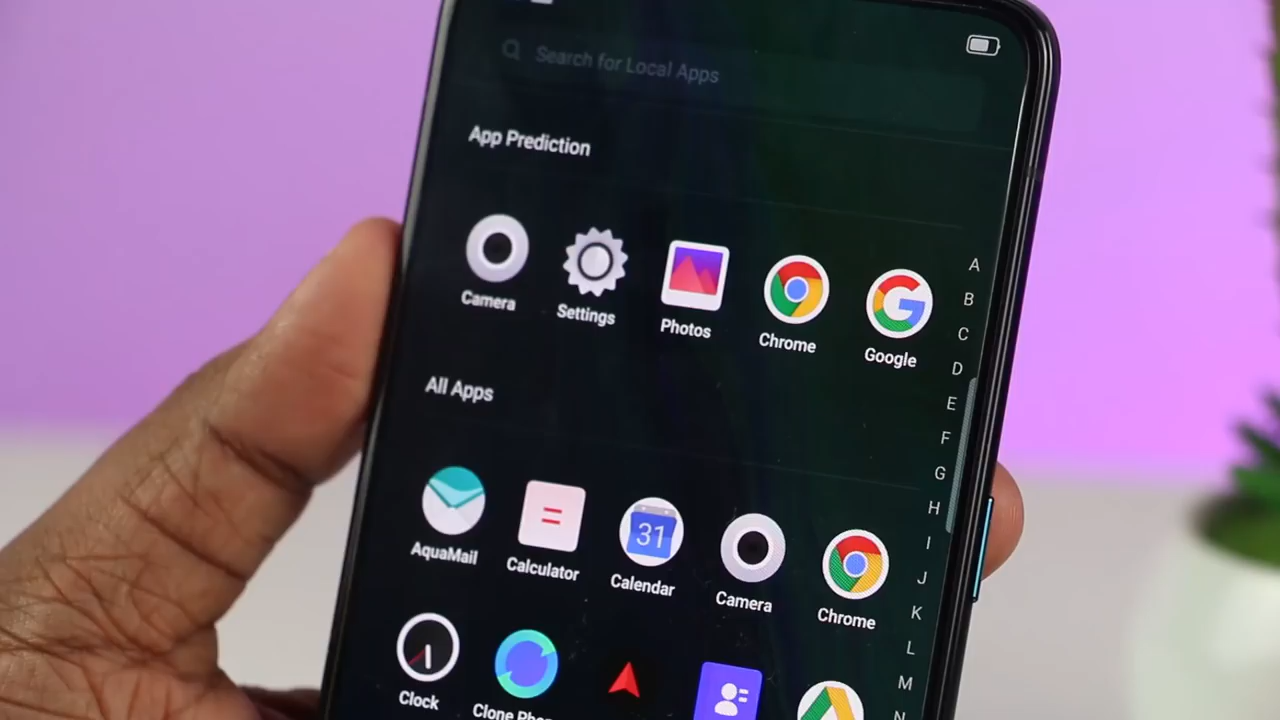 Search for Local Apps
App Prediction
Camera
Settings
Photos
Chrome
Google
All Apps
AquaMail
Calculator
31
Calendar
Camera
Chrome
Clock
Clone
A
B
C
D
E
F
G
H
I
J
K
L
M
N